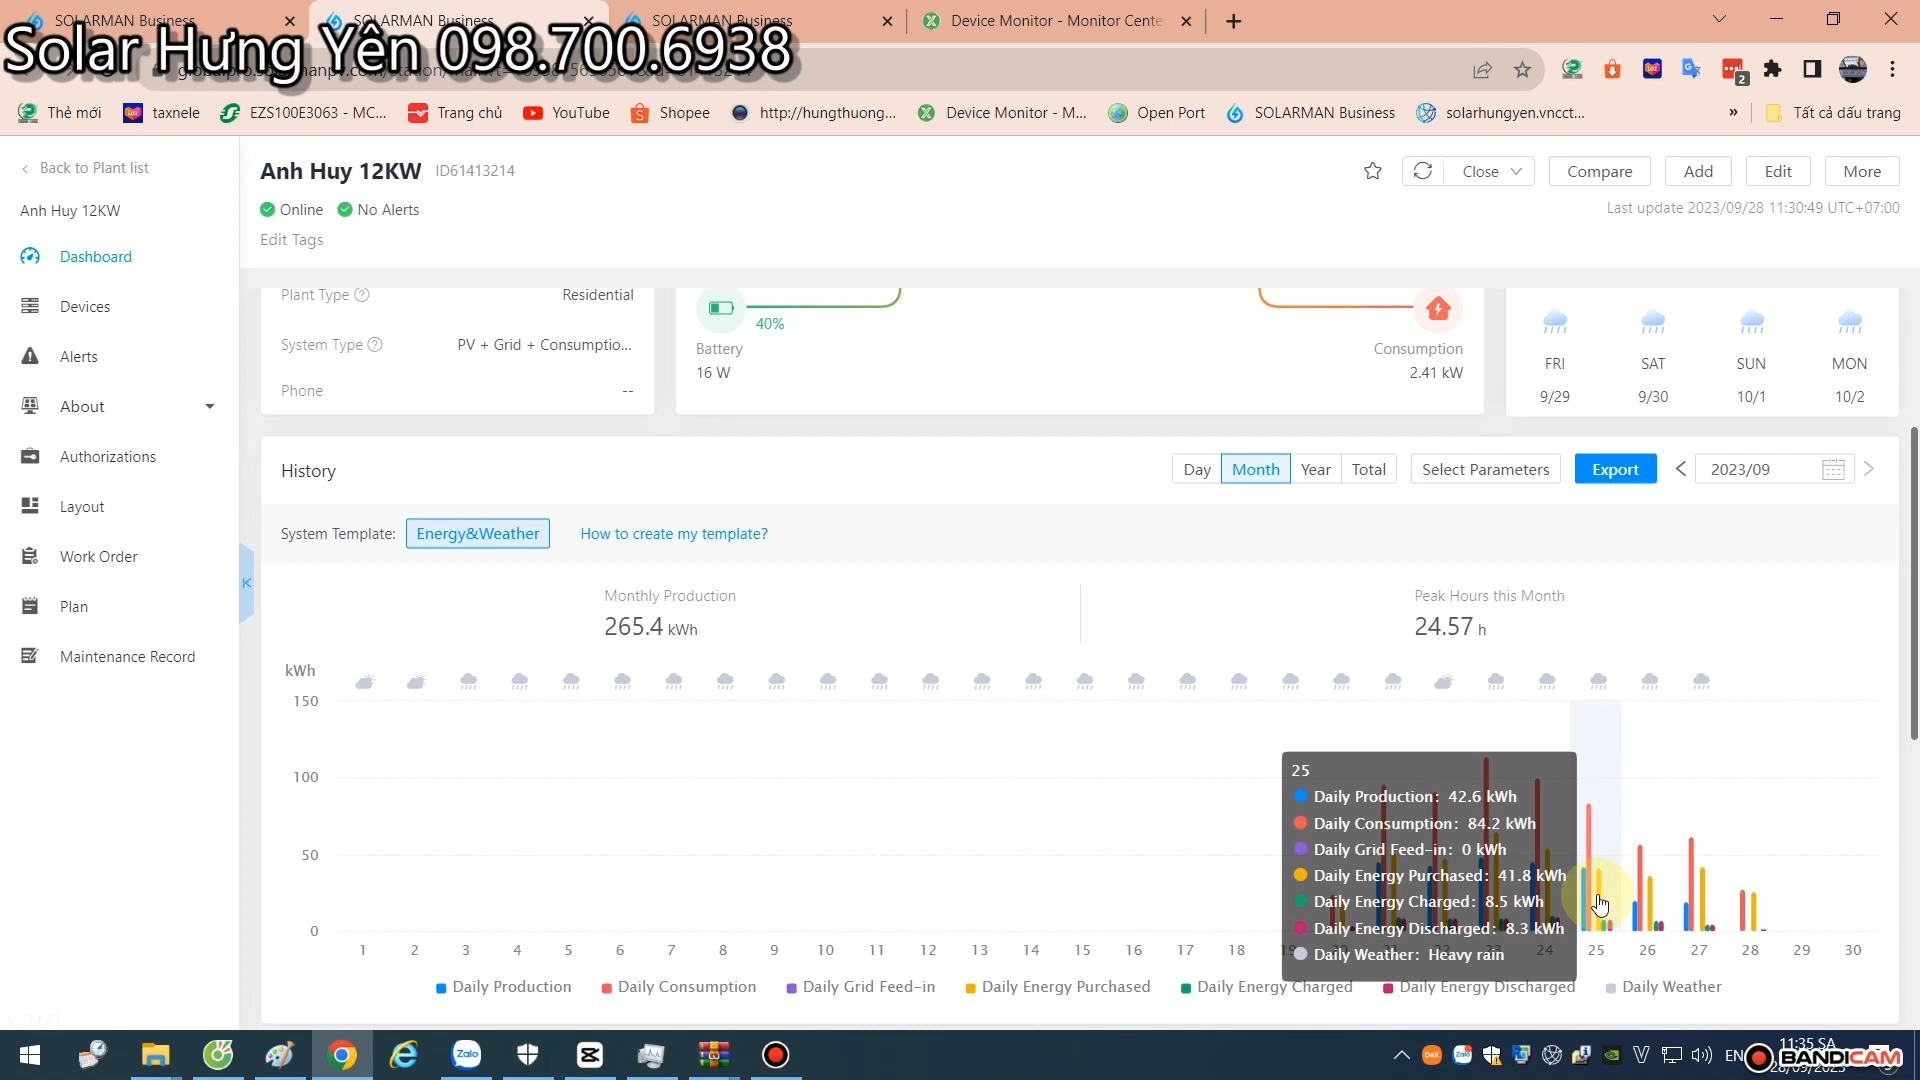 SOLARMAN Business
SOLARMAN Business
SOLARMAN Business
Device Monitor - Monitor Cente
Solar Hưng Yên 098.700.6938
Thẻ mới
taxnele
EZS100E3063 - MC...
Trang chủ
YouTube
Shopee
http://hungthuong...
Device Monitor - M...
Open Port
SOLARMAN Business
solarhungyen.vncct...
» Tất cả dấu trang
Back to Plant list
Anh Huy 12KW
Dashboard
Devices
Alerts
About
Authorizations
Layout
Work Order
Plan
Maintenance Record
Anh Huy 12KW ID61413214
Online No Alerts
Edit Tags
Close
Compare
Add
Edit
More
Last update 2023/09/28 11:30:49 UTC+07:00
Plant Type Residential
System Type PV + Grid + Consumptio...
Phone --
40%
Battery
16 W
Consumption
2.41 kW
FRI SAT SUN MON
9/29 9/30 10/1 10/2
History
Day Month Year Total
Select Parameters
Export
2023/09
System Template: Energy&Weather How to create my template?
Monthly Production
265.4 kWh
Peak Hours this Month
24.57 h
kWh
150
100
50
0
25
Daily Production: 42.6 kWh
Daily Consumption: 84.2 kWh
Daily Grid Feed-in: 0 kWh
Daily Energy Purchased: 41.8 kWh
Daily Energy Charged: 8.5 kWh
Daily Energy Discharged: 8.3 kWh
Daily Weather: Heavy rain
1 2 3 4 5 6 7 8 9 10 11 12 13 14 15 16 17 18 19 22 23 24 25 26 27 28 29 30
Daily Production Daily Consumption Daily Grid Feed-in Daily Energy Purchased Daily Energy Charged Daily Energy Discharged Daily Weather
Zalo
EN
11:35 SA
28/09/2023
BANDICAM